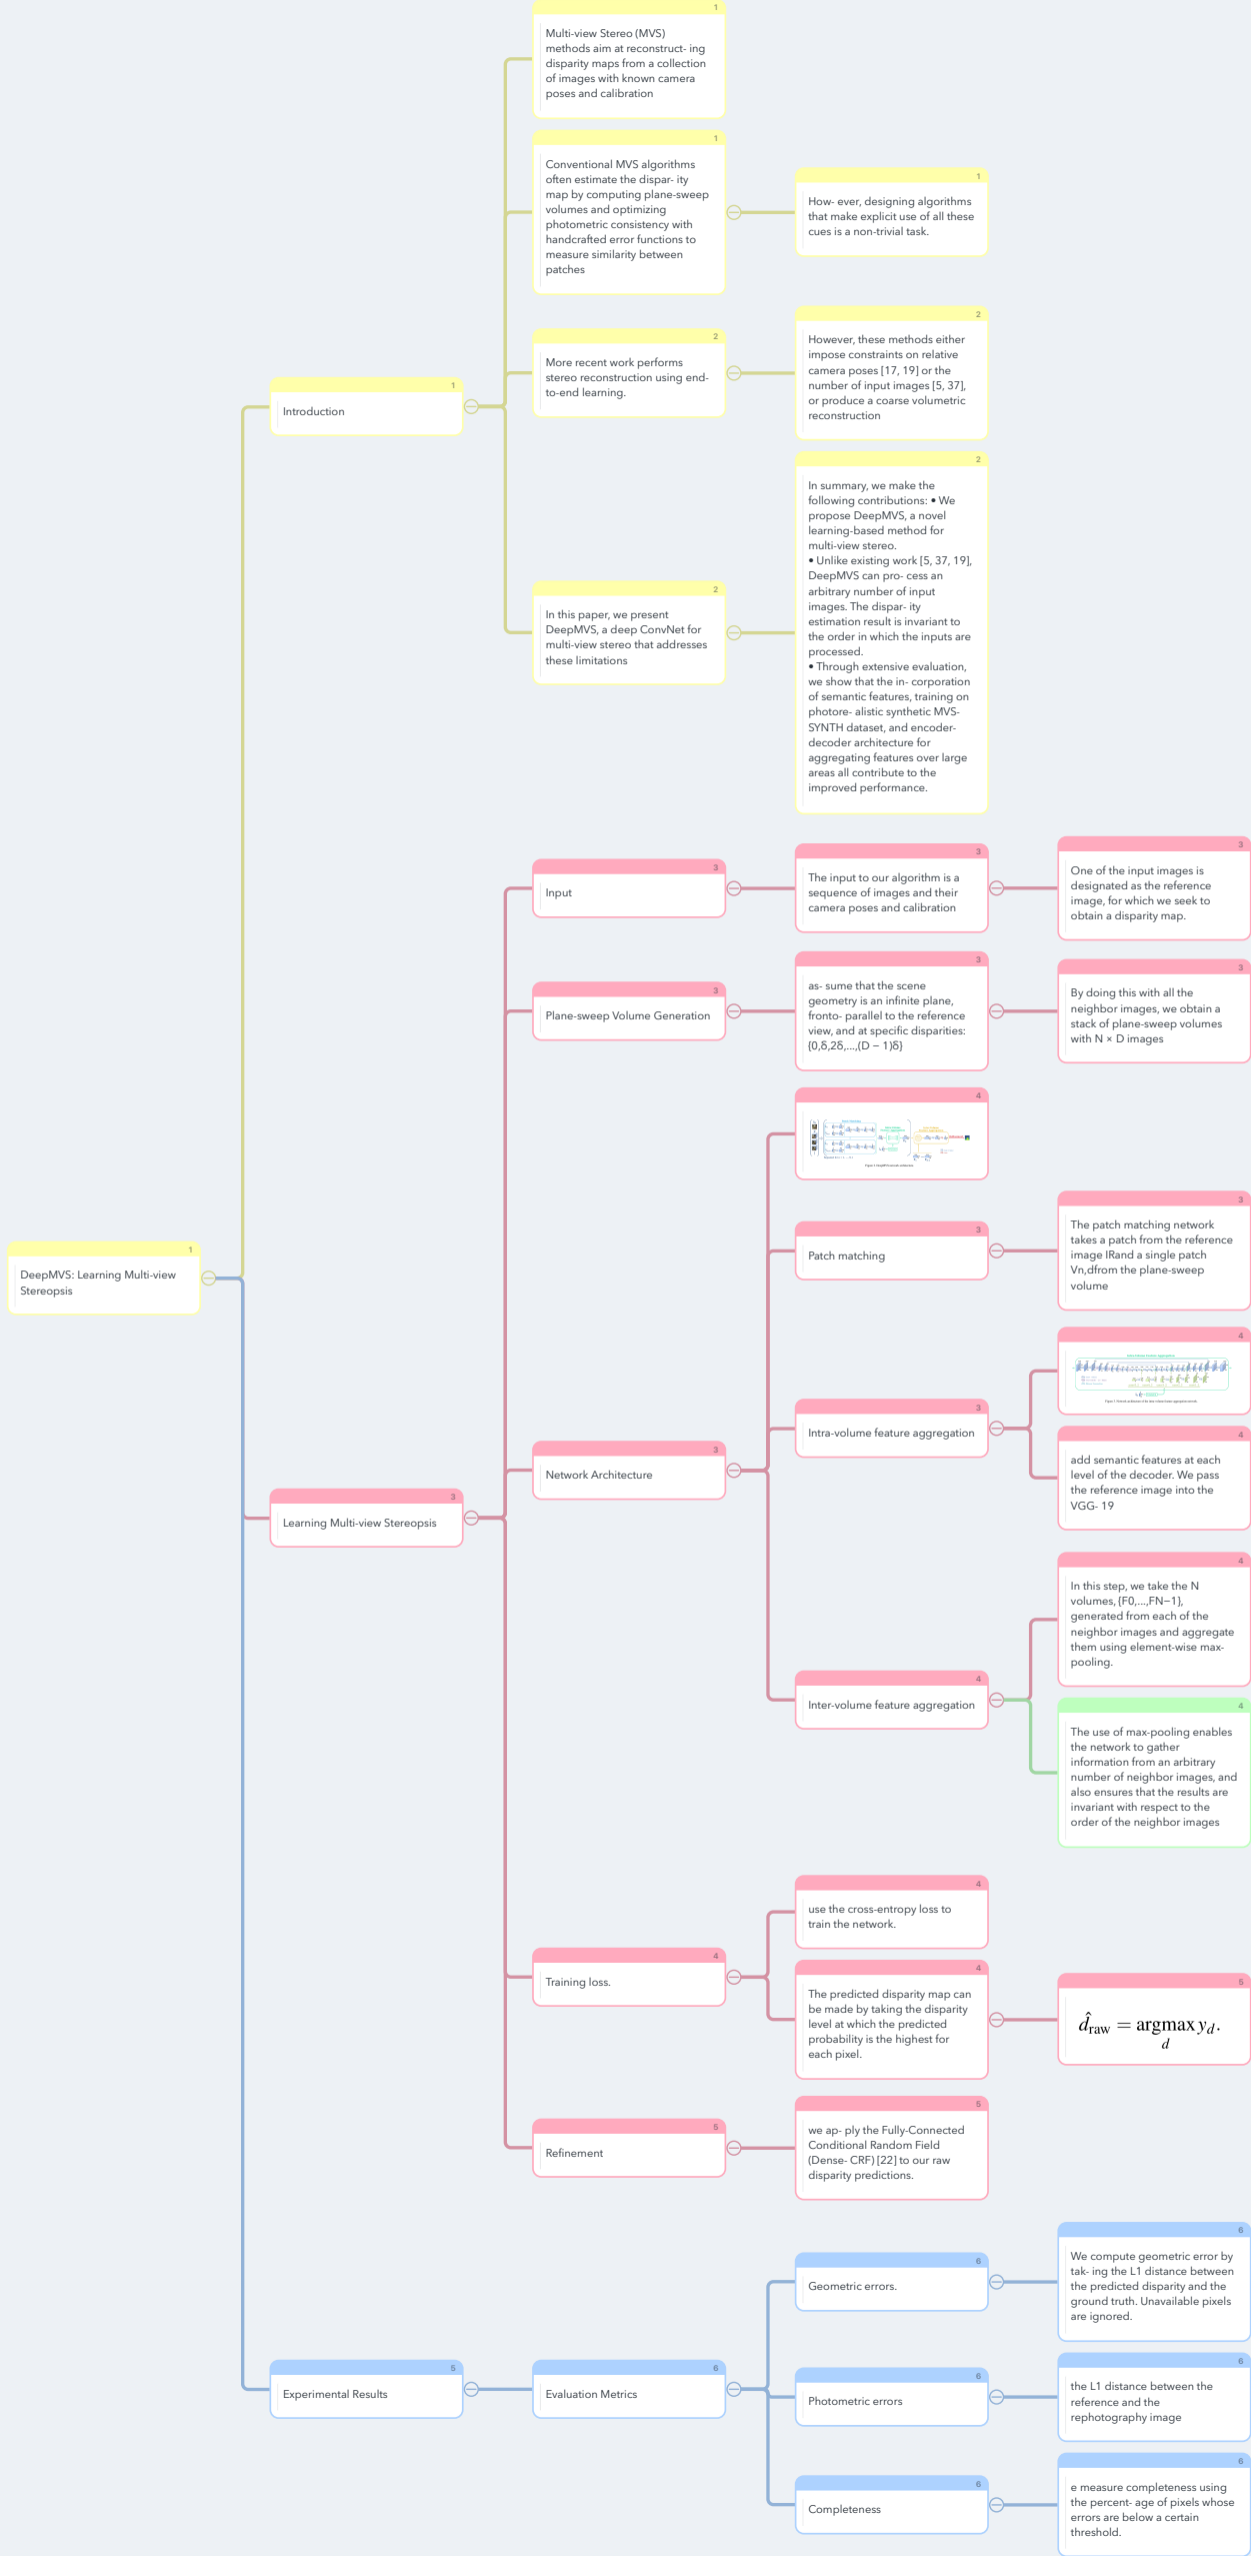 1
DeepMVS: Learning Multi-view
Stereopsis
1
Introduction
1
Multi-view Stereo (MVS)
methods aim at reconstruct- ing
disparity maps from a collection
of images with known camera
poses and calibration
1
Conventional MVS algorithms
often estimate the dispar- ity
map by computing plane-sweep
volumes and optimizing
photometric consistency with
handcrafted error functions to
measure similarity between
patches
1
How- ever, designing algorithms
that make explicit use of all these
cues is a non-trivial task.
2
More recent work performs
stereo reconstruction using end-
to-end learning.
2
However, these methods either
impose constraints on relative
camera poses [17, 19] or the
number of input images [5, 37],
or produce a coarse volumetric
reconstruction
2
In this paper, we present
DeepMVS, a deep ConvNet for
multi-view stereo that addresses
these limitations
2
In summary, we make the
following contributions: • We
propose DeepMVS, a novel
learning-based method for
multi-view stereo.
• Unlike existing work [5, 37, 19],
DeepMVS can pro- cess an
arbitrary number of input
images. The dispar- ity
estimation result is invariant to
the order in which the inputs are
processed.
• Through extensive evaluation,
we show that the in- corporation
of semantic features, training on
photore- alistic synthetic MVS-
SYNTH dataset, and encoder-
decoder architecture for
aggregating features over large
areas all contribute to the
improved performance.
3
Learning Multi-view Stereopsis
3
Input
3
The input to our algorithm is a
sequence of images and their
camera poses and calibration
3
One of the input images is
designated as the reference
image, for which we seek to
obtain a disparity map.
3
Plane-sweep Volume Generation
3
as- sume that the scene
geometry is an infinite plane,
fronto- parallel to the reference
view, and at specific disparities:
{0,δ,2δ,...,(D − 1)δ}
3
By doing this with all the
neighbor images, we obtain a
stack of plane-sweep volumes
with N × D images
3
Network Architecture
4
3
Patch matching
3
The patch matching network
takes a patch from the reference
image IRand a single patch
Vn,dfrom the plane-sweep
volume
3
Intra-volume feature aggregation
4
4
add semantic features at each
level of the decoder. We pass
the reference image into the
VGG- 19
4
Inter-volume feature aggregation
4
In this step, we take the N
volumes, {F0,...,FN−1},
generated from each of the
neighbor images and aggregate
them using element-wise max-
pooling.
4
The use of max-pooling enables
the network to gather
information from an arbitrary
number of neighbor images, and
also ensures that the results are
invariant with respect to the
order of the neighbor images
4
Training loss.
4
use the cross-entropy loss to
train the network.
4
The predicted disparity map can
be made by taking the disparity
level at which the predicted
probability is the highest for
each pixel.
5
d̂raw = argmax yd.
d
5
Refinement
5
we ap- ply the Fully-Connected
Conditional Random Field
(Dense- CRF) [22] to our raw
disparity predictions.
5
Experimental Results
6
Evaluation Metrics
6
Geometric errors.
6
We compute geometric error by
tak- ing the L1 distance between
the predicted disparity and the
ground truth. Unavailable pixels
are ignored.
6
Photometric errors
6
the L1 distance between the
reference and the
rephotography image
6
Completeness
6
e measure completeness using
the percent- age of pixels whose
errors are below a certain
threshold.